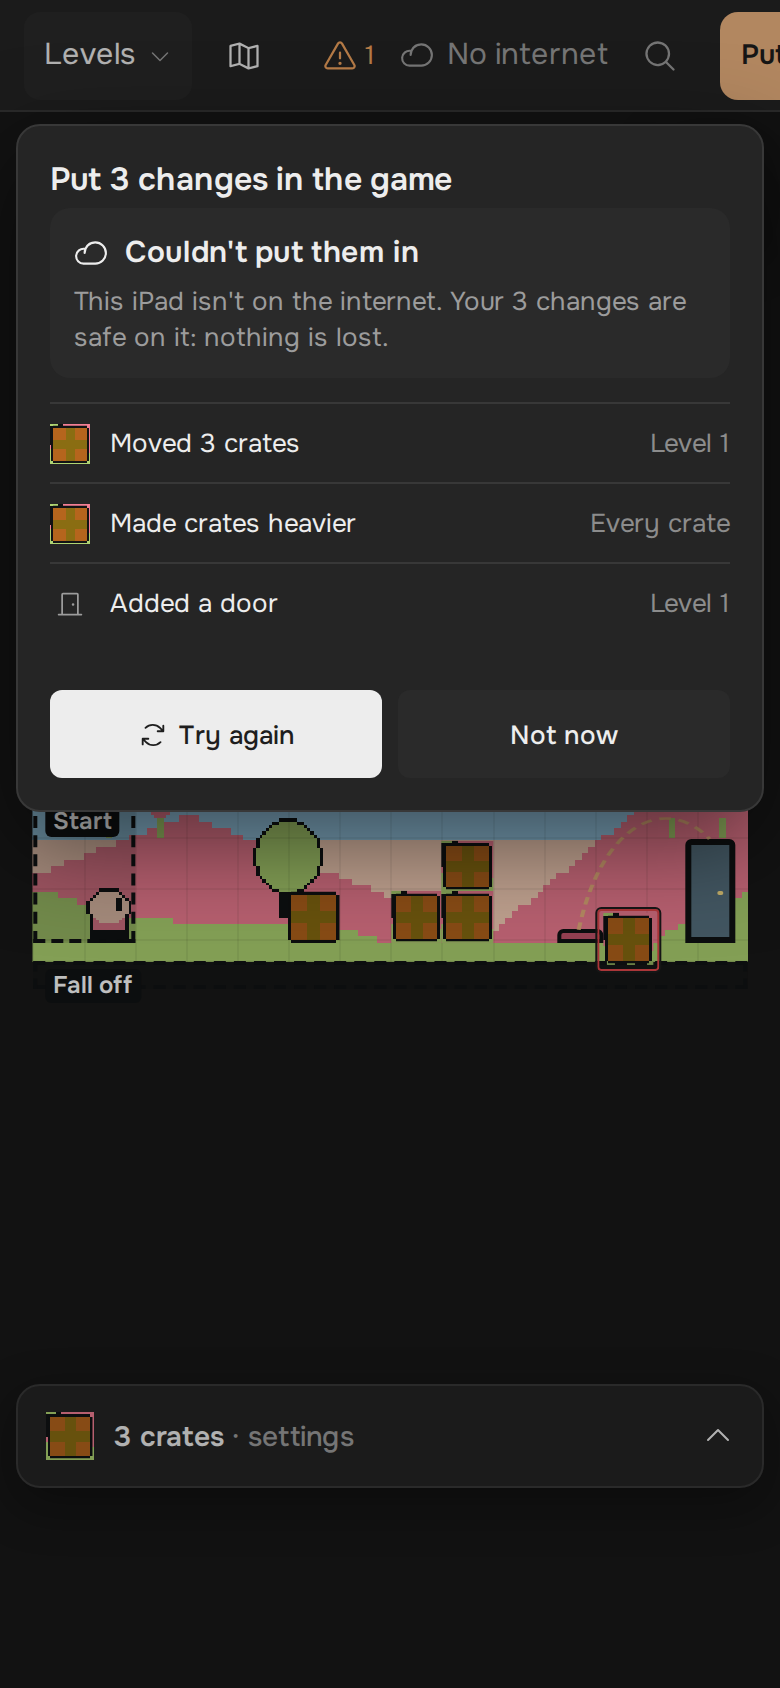 Levels
1
No internet
Put
Put 3 changes in the game
Couldn't put them in
This iPad isn't on the internet. Your 3 changes are
safe on it: nothing is lost.
Moved 3 crates
Level 1
Made crates heavier
Every crate
Added a door
Level 1
Try again
Not now
Start
Fall off
3 crates · settings